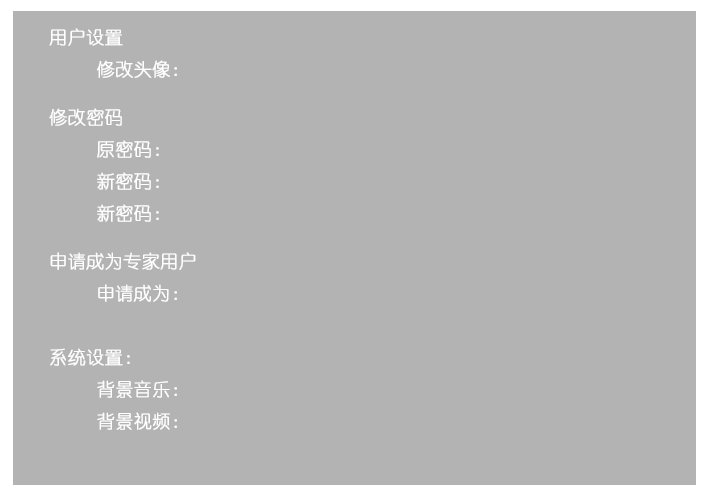 用户设置
修改头像：
修改密码
原密码：
新密码：
新密码：
申请成为专家用户
申请成为：
系统设置：
背景音乐：
背景视频：